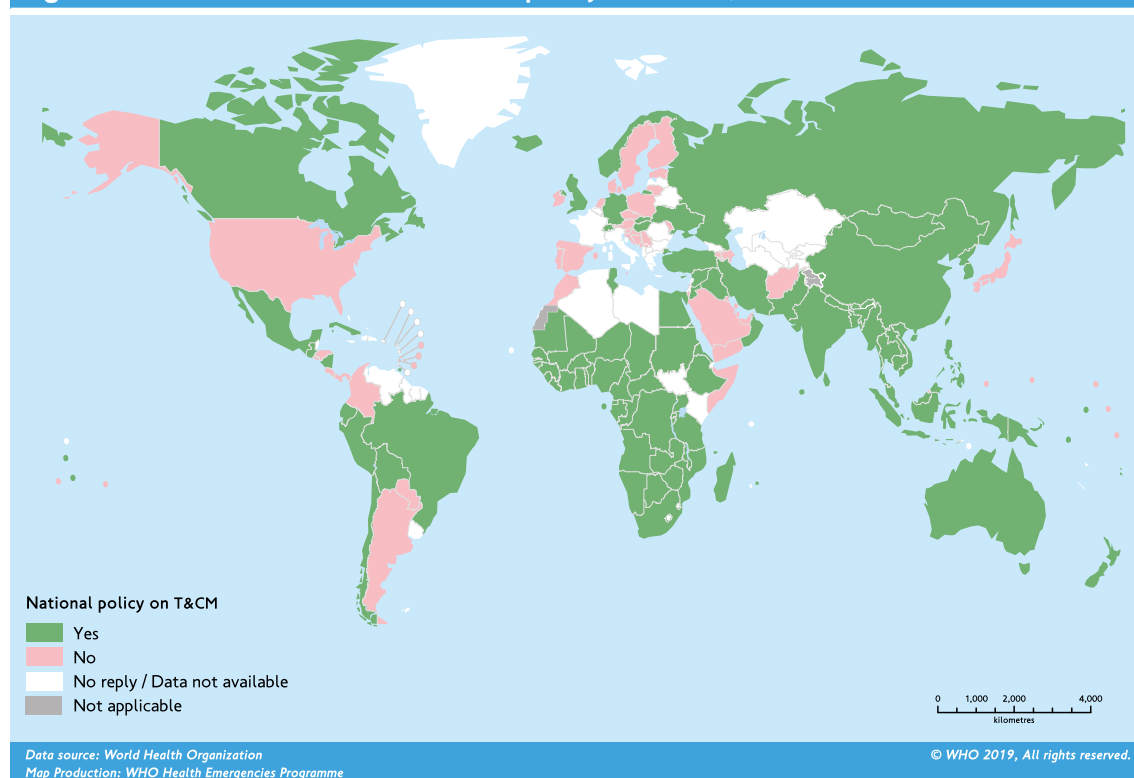 National policy on T&CM
Yes
No
No reply / Data not available
Not applicable
0 1,000 2,000 4,000
kilometres
Data source: World Health Organization © WHO 2019, All rights reserved.
Map Production: WHO Health Emergencies Programme